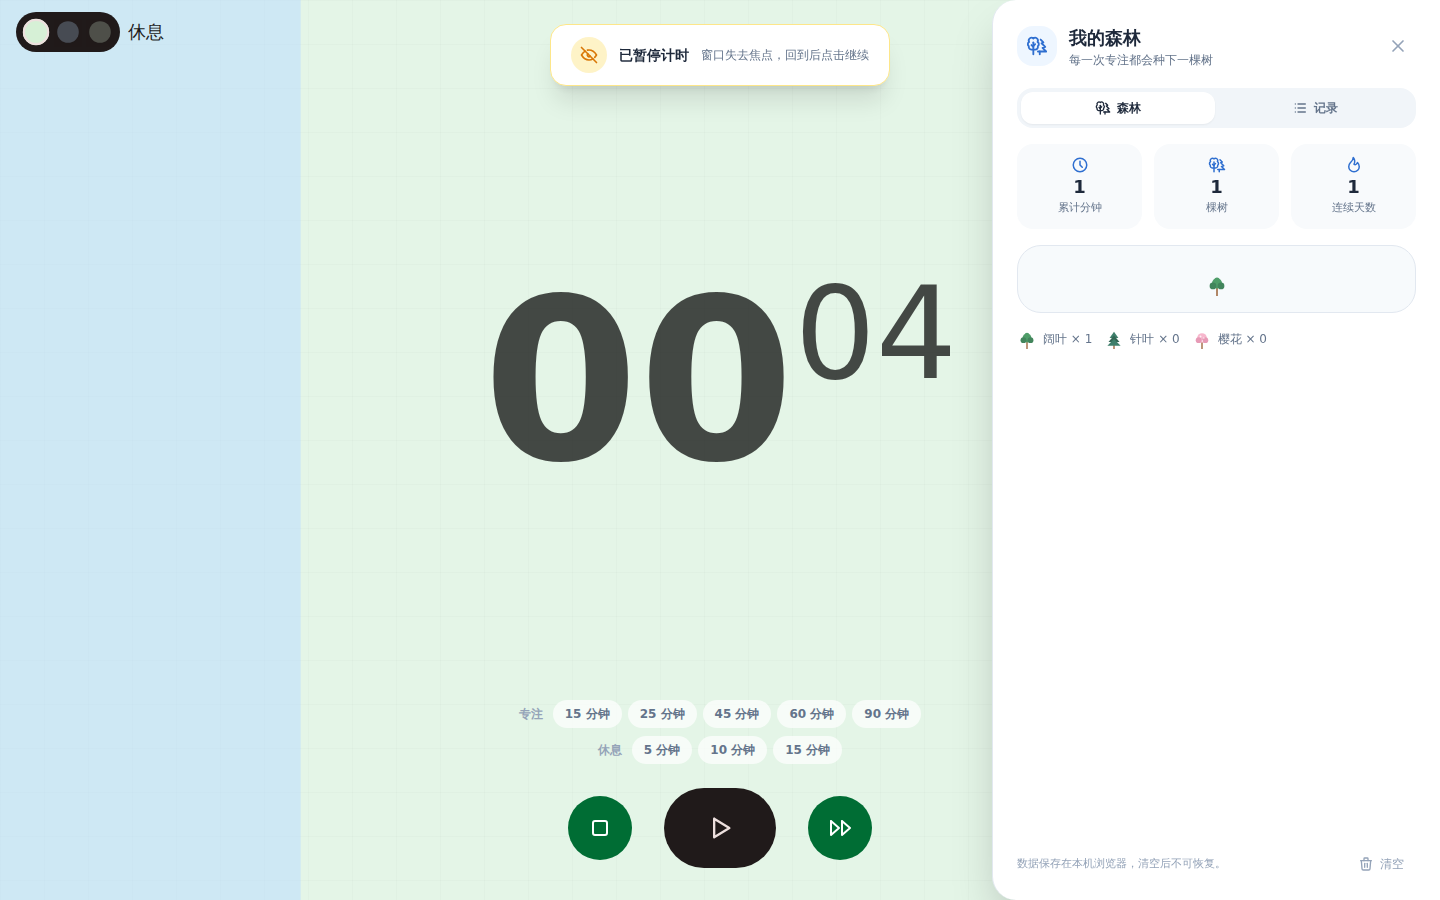 休息
已暂停计时 窗口失去焦点，回到后点击继续
00 04
专注 15 分钟 25 分钟 45 分钟 60 分钟 90 分钟
休息 5 分钟 10 分钟 15 分钟
我的森林
每一次专注都会种下一棵树
森林 记录
1 1 1
累计分钟 棵树 连续天数
阔叶 × 1 针叶 × 0 樱花 × 0
数据保存在本机浏览器，清空后不可恢复。 清空